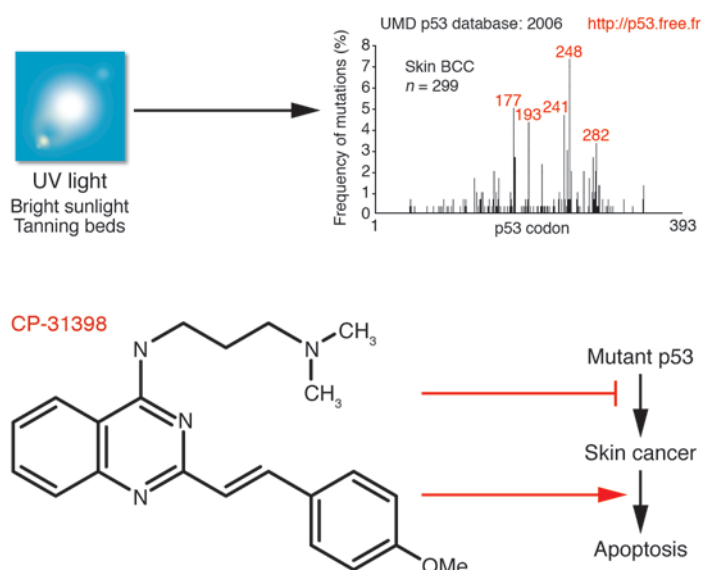 UMD p53 database: 2006 http://p53.free.fr
Frequency of mutations (%)
8
7
6
5
4
3
2
1
0
Skin BCC
n = 299
177
193
241
248
282
1
p53 codon
393
UV light
Bright sunlight
Tanning beds
CP-31398
N
N
CH3
CH3
N
N
OMe
Mutant p53
Skin cancer
Apoptosis